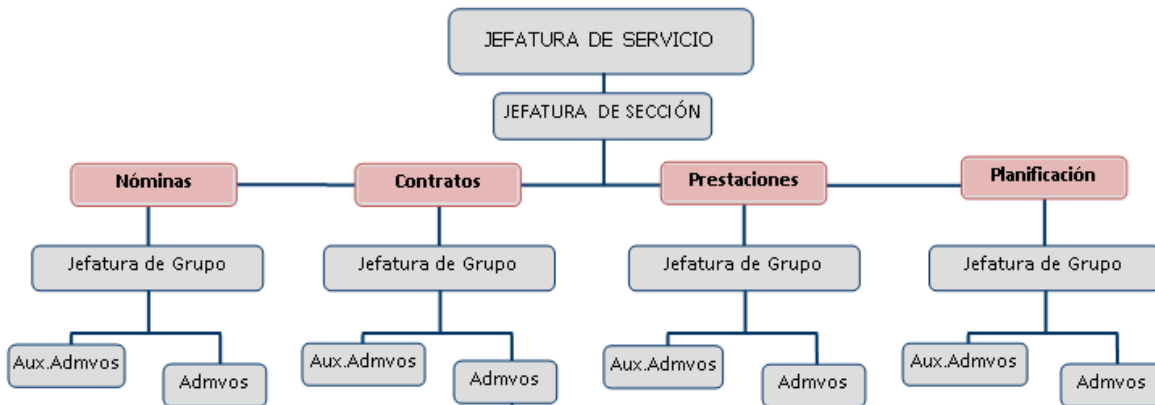 JEFATURA DE SERVICIO
JEFATURA DE SECCIÓN
Nóminas
Contratos
Prestaciones
Planificación
Jefatura de Grupo
Jefatura de Grupo
Jefatura de Grupo
Jefatura de Grupo
Aux.Admvos
Admvos
Aux.Admvos
Admvos
Aux.Admvos
Admvos
Aux.Admvos
Admvos